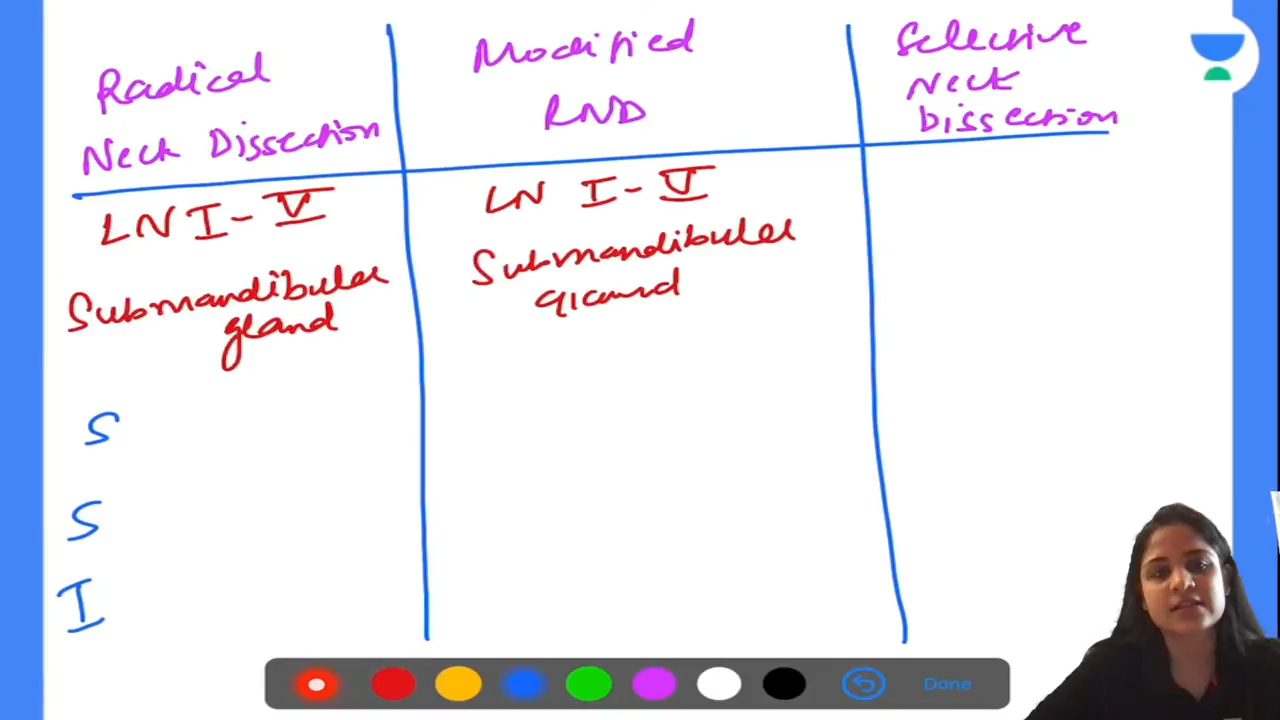 Radical
Neck Dissection
LN I - V
Submandibular
gland
S
S
I
Modified
RND
LN I - V
Submandibular
gland
Selective
Neck
Dissection
Done